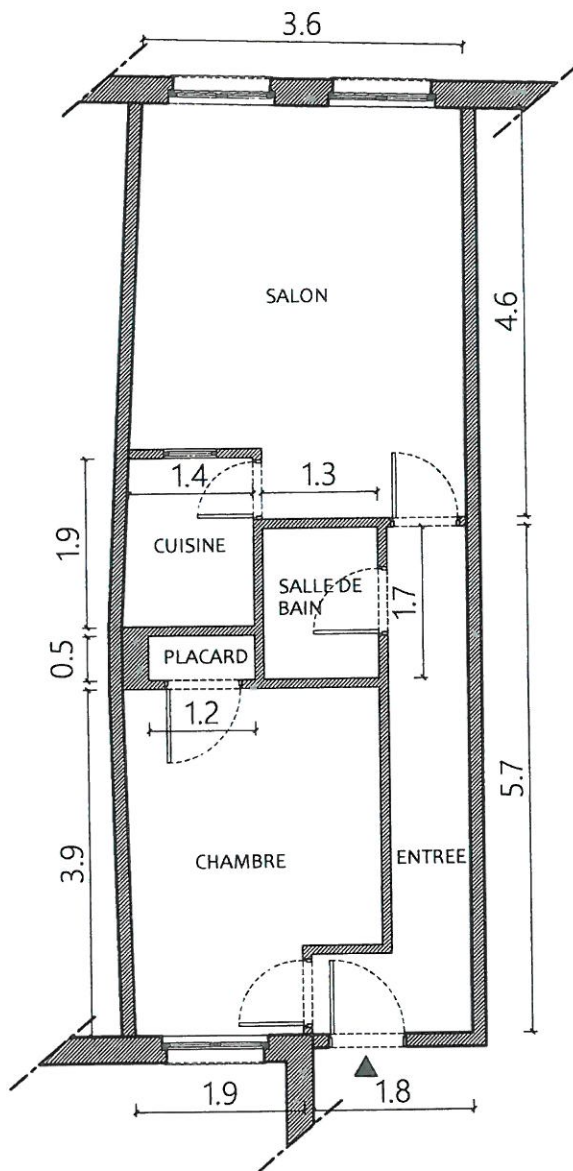 3.6
SALON
4.6
1.4
1.3
1.9
CUISINE
SALLE DE
BAIN
1.7
0.5
PLACARD
1.2
5.7
3.9
CHAMBRE
ENTREE
1.9
1.8